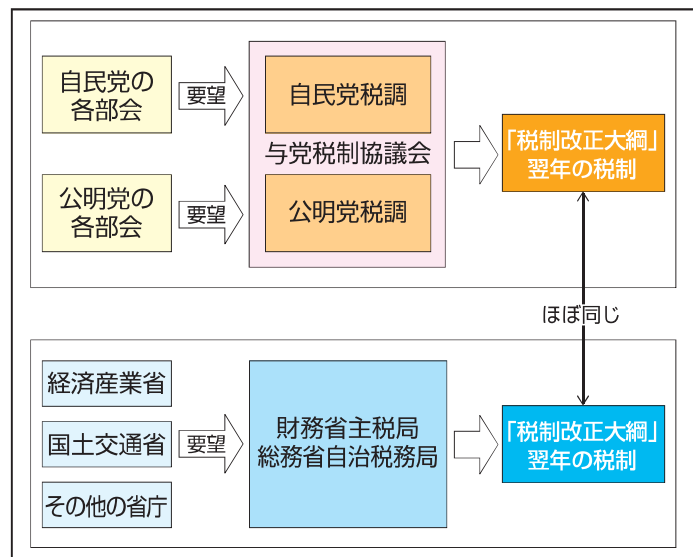 自民党の
各部会
要望
自民党税調
与党税制協議会
公明党の
各部会
要望
公明党税調
「税制改正大綱」
翌年の税制
ほぼ同じ
経済産業省
国土交通省
その他の省庁
要望
財務省主税局
総務省自治税務局
「税制改正大綱」
翌年の税制